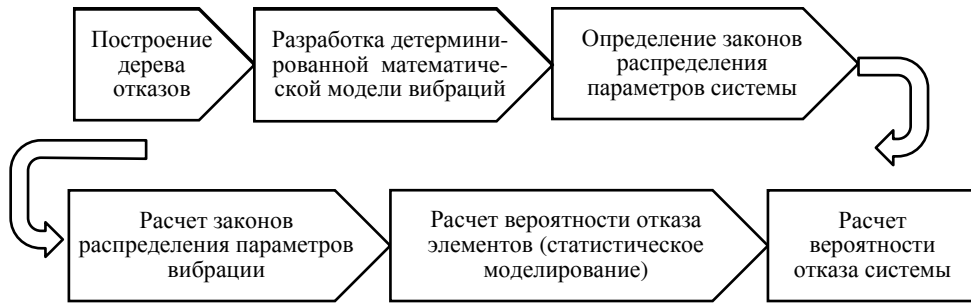 Построение
дерева
отказов
Разработка детермини-
рованной математиче-
ской модели вибраций
Определение законов
распределения
параметров системы
Расчет законов
распределения параметров
вибрации
Расчет вероятности отказа
элементов (статистическое
моделирование)
Расчет
вероятности
отказа системы